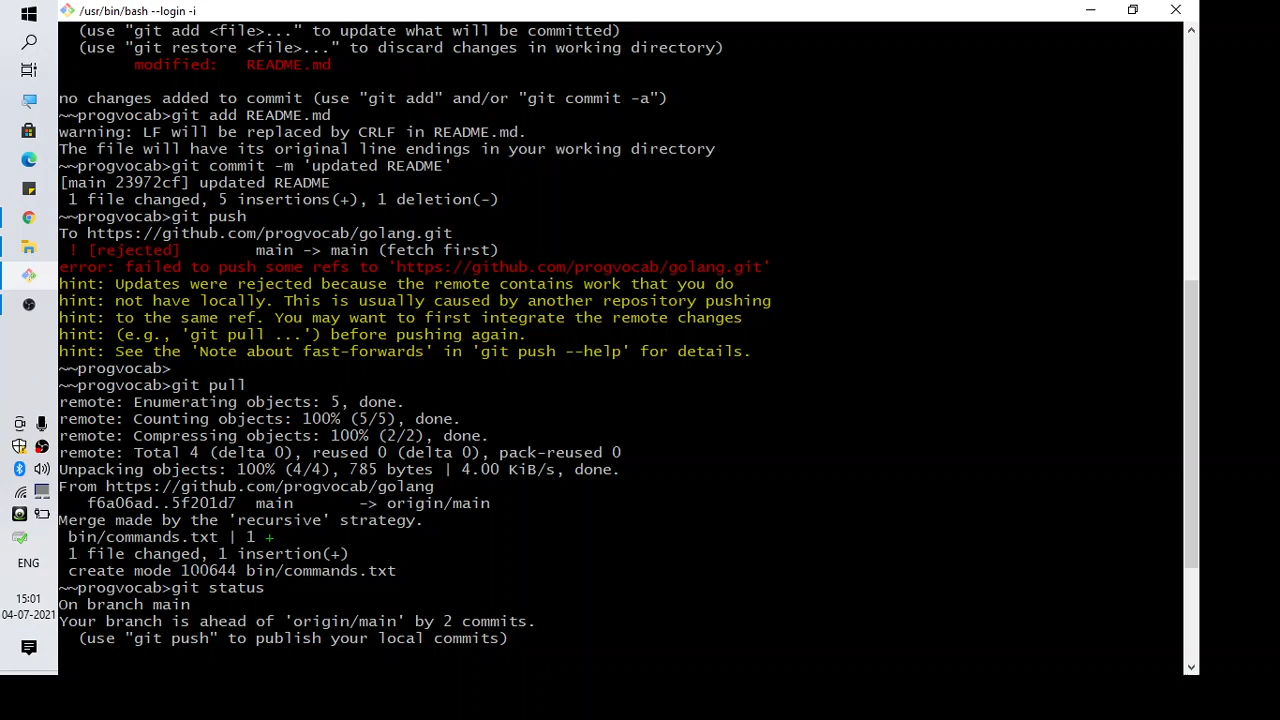 /usr/bin/bash --login -i
(use "git add <file>..." to update what will be committed)
(use "git restore <file>..." to discard changes in working directory)
modified:   README.md
no changes added to commit (use "git add" and/or "git commit -a")
~~progvocab>git add README.md
warning: LF will be replaced by CRLF in README.md.
The file will have its original line endings in your working directory
~~progvocab>git commit -m 'updated README'
[main 23972cf] updated README
1 file changed, 5 insertions(+), 1 deletion(-)
~~progvocab>git push
To https://github.com/progvocab/golang.git
! [rejected]        main -> main (fetch first)
error: failed to push some refs to 'https://github.com/progvocab/golang.git'
hint: Updates were rejected because the remote contains work that you do
hint: not have locally. This is usually caused by another repository pushing
hint: to the same ref. You may want to first integrate the remote changes
hint: (e.g., 'git pull ...') before pushing again.
hint: See the 'Note about fast-forwards' in 'git push --help' for details.
~~progvocab>
~~progvocab>git pull
remote: Enumerating objects: 5, done.
remote: Counting objects: 100% (5/5), done.
remote: Compressing objects: 100% (2/2), done.
remote: Total 4 (delta 0), reused 0 (delta 0), pack-reused 0
Unpacking objects: 100% (4/4), 785 bytes | 4.00 KiB/s, done.
From https://github.com/progvocab/golang
f6a06ad..5f201d7  main       -> origin/main
Merge made by the 'recursive' strategy.
bin/commands.txt | 1 +
1 file changed, 1 insertion(+)
create mode 100644 bin/commands.txt
~~progvocab>git status
On branch main
Your branch is ahead of 'origin/main' by 2 commits.
(use "git push" to publish your local commits)
ENG
15:01
04-07-2021